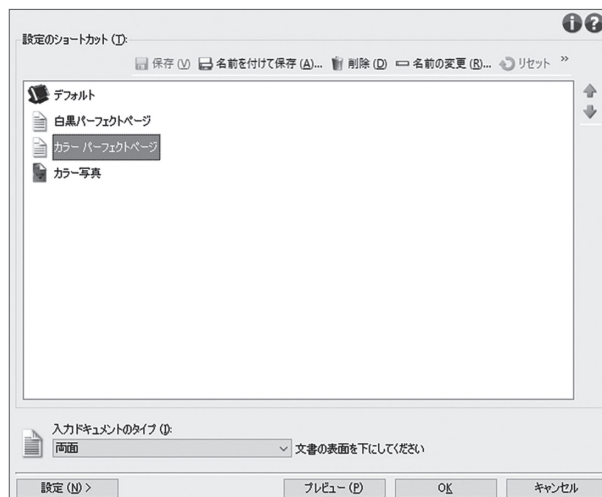 設定のショートカット (T):
保存 (V) 名前を付けて保存 (A)... 削除 (D) 名前の変更 (R)... リセット »
デフォルト
白黒パーフェクトページ
カラー パーフェクトページ
カラー写真
入力ドキュメントのタイプ (I):
両面 文書の表面を下にしてください
設定 (N) > プレビュー (P) OK キャンセル